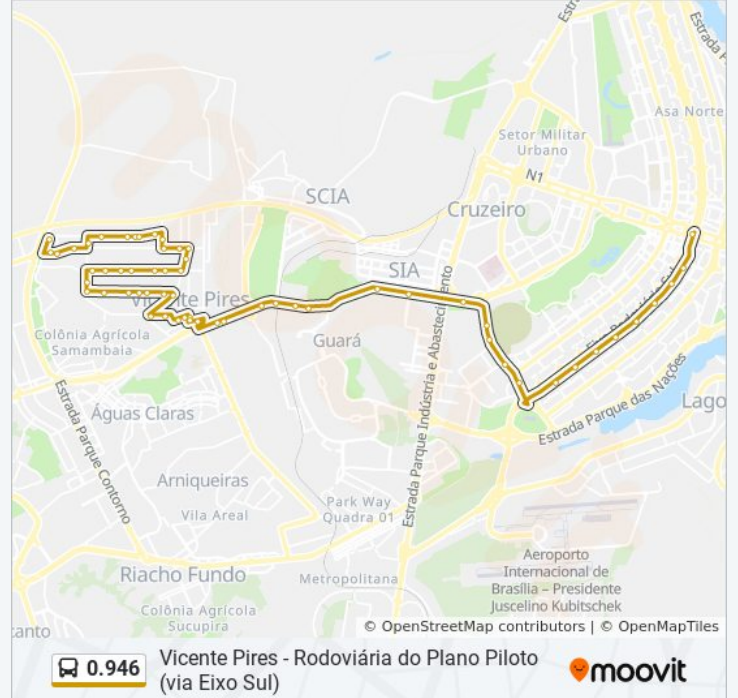 Estr
Estrada P
Asa Norte
Setor Militar
Urbano
N1
SCIA
Cruzeiro
SIA
Vicente Pires
Guará
Colônia Agrícola
Samambaia
Estrada Parque Indústria e Abastecimento
Estrada Parque das Nações
Lago
Águas Claras
Estrada Parque Contorno
Arniqueiras
Vila Areal
Park Way
Quadra 01
Aeroporto
Internacional de
Brasília – Presidente
Juscelino Kubitschek
Riacho Fundo
Metropolitana
Colônia Agrícola
Sucupira
canto
© OpenStreetMap contributors | © OpenMapTiles
0.946
Vicente Pires - Rodoviária do Plano Piloto
(via Eixo Sul)
moovit